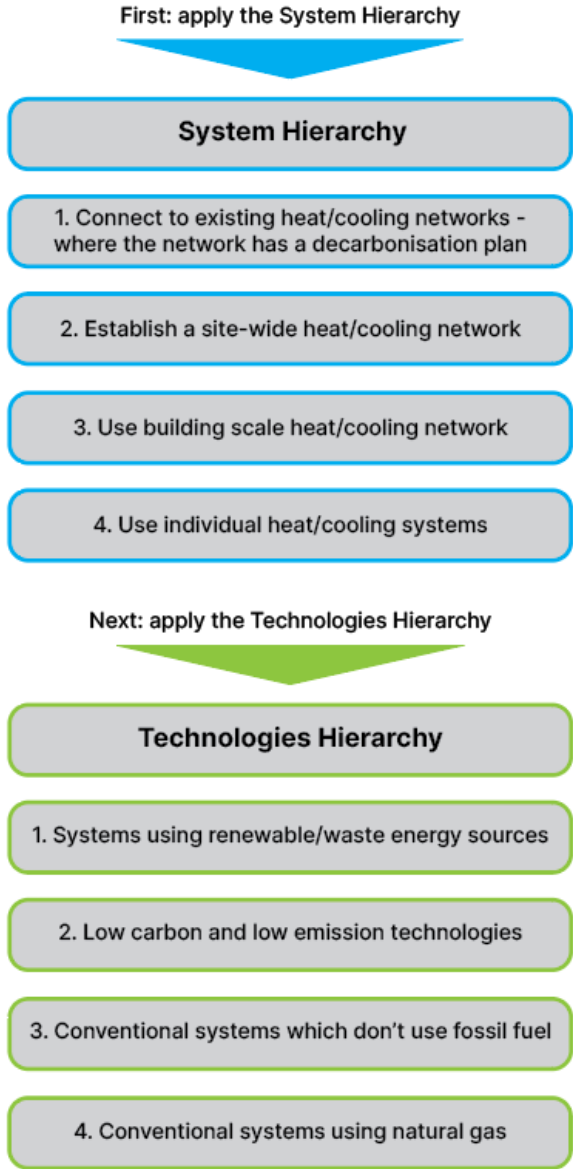 First: apply the System Hierarchy
System Hierarchy
1. Connect to existing heat/cooling networks -
where the network has a decarbonisation plan
2. Establish a site-wide heat/cooling network
3. Use building scale heat/cooling network
4. Use individual heat/cooling systems
Next: apply the Technologies Hierarchy
Technologies Hierarchy
1. Systems using renewable/waste energy sources
2. Low carbon and low emission technologies
3. Conventional systems which don’t use fossil fuel
4. Conventional systems using natural gas